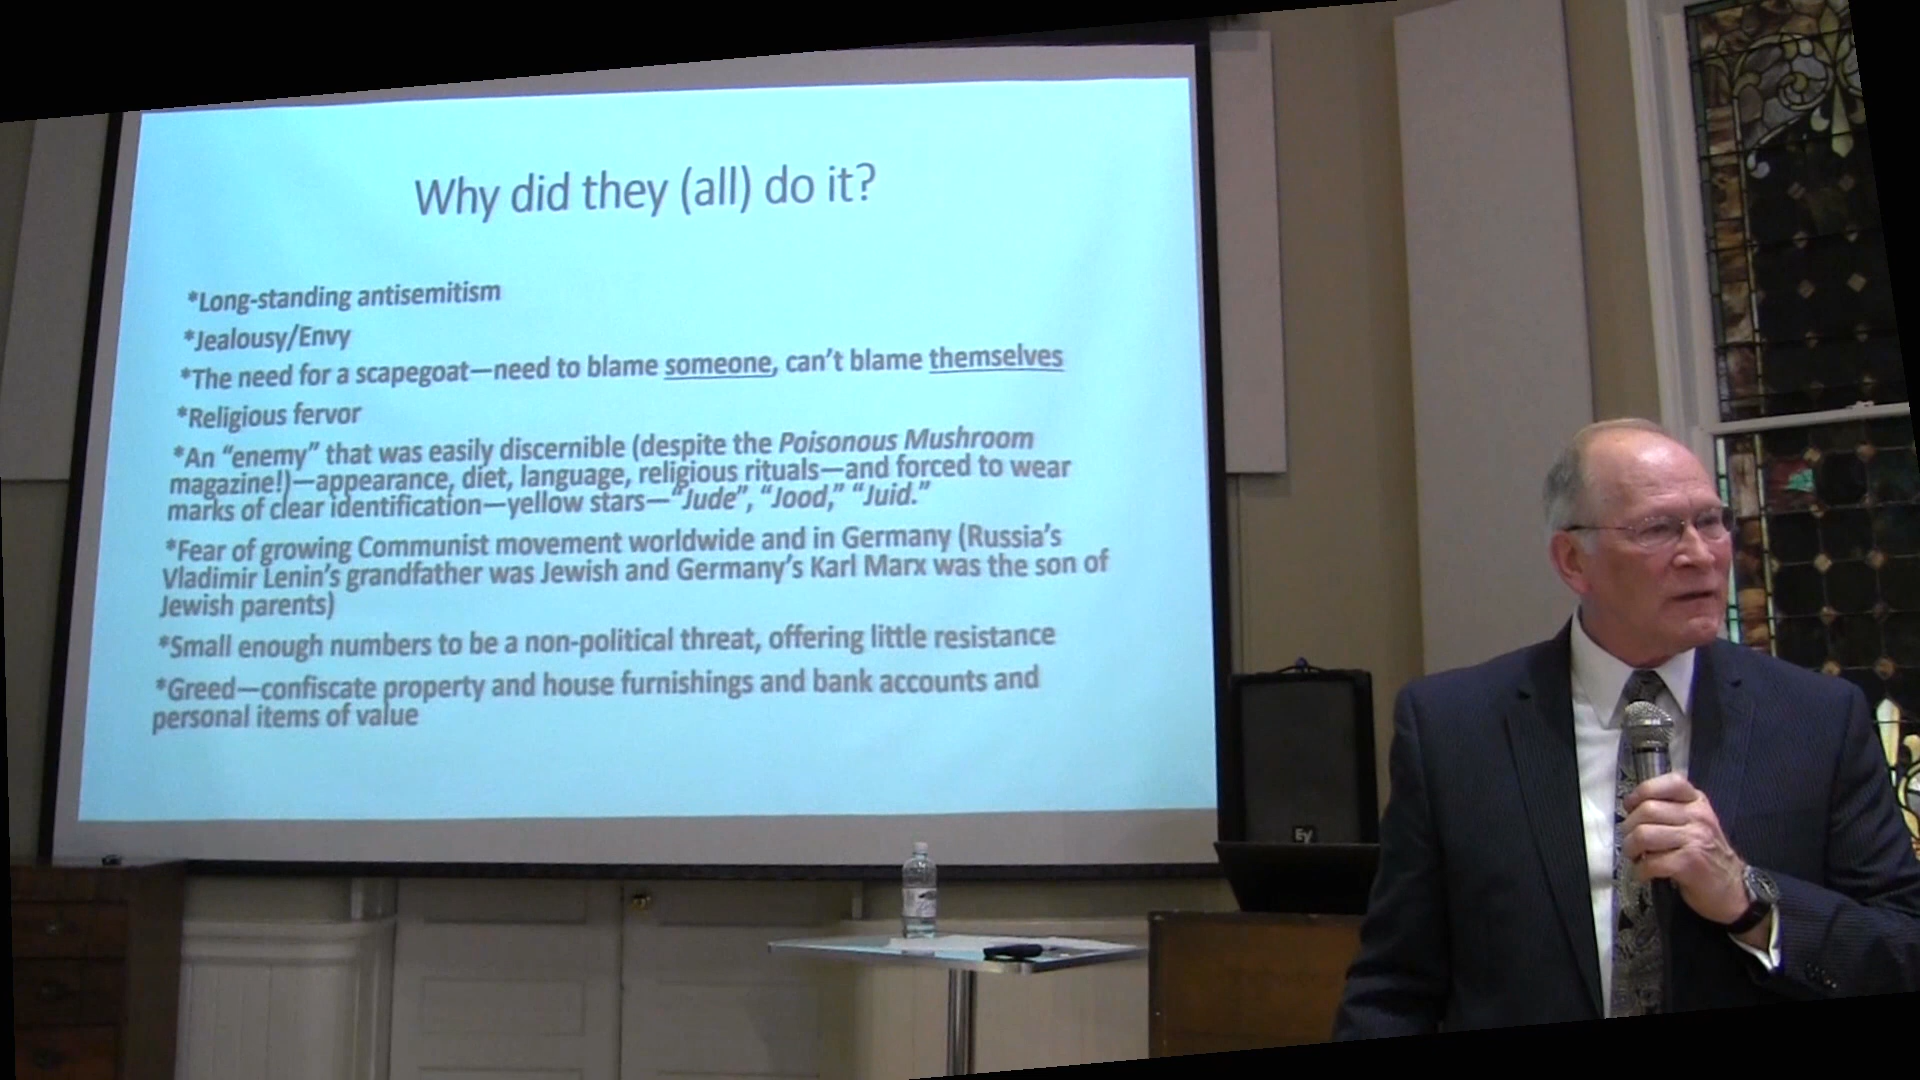 Why did they (all) do it?
*Long-standing antisemitism
*Jealousy/Envy
*The need for a scapegoat—need to blame someone, can't blame themselves
*Religious fervor
*An “enemy” that was easily discernible (despite the Poisonous Mushroom
magazine!)—appearance, diet, language, religious rituals—and forced to wear
marks of clear identification—yellow stars—“Jude”, “Jood,” “Juid.”
*Fear of growing Communist movement worldwide and in Germany (Russia’s
Vladimir Lenin’s grandfather was Jewish and Germany’s Karl Marx was the son of
Jewish parents)
*Small enough numbers to be a non-political threat, offering little resistance
*Greed—confiscate property and house furnishings and bank accounts and
personal items of value
EV